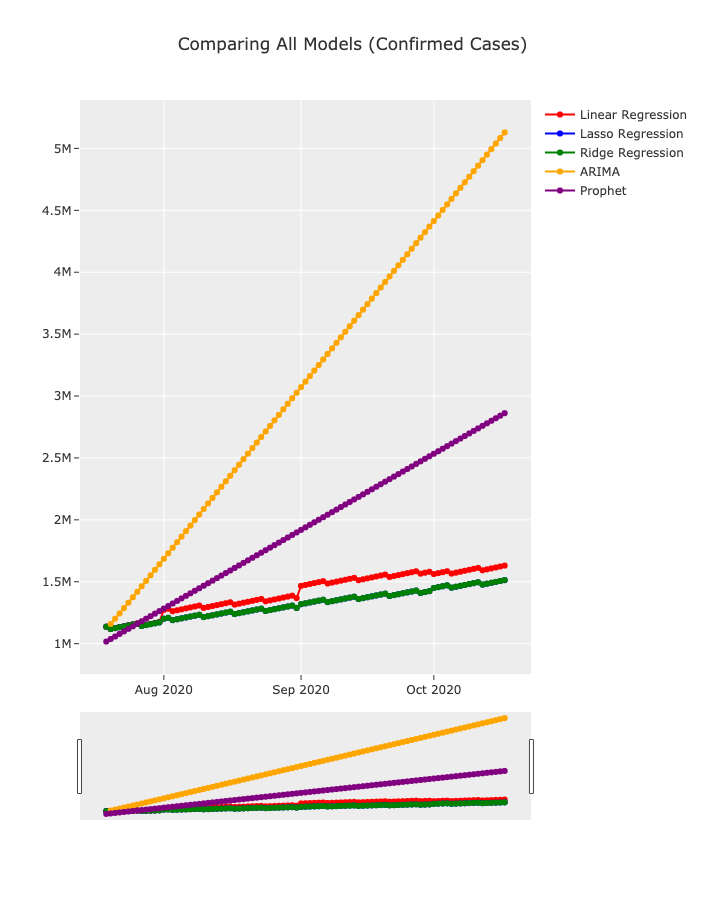 Comparing All Models (Confirmed Cases)
Linear Regression
Lasso Regression
Ridge Regression
ARIMA
Prophet
5M
4.5M
4M
3.5M
3M
2.5M
2M
1.5M
1M
Aug 2020
Sep 2020
Oct 2020